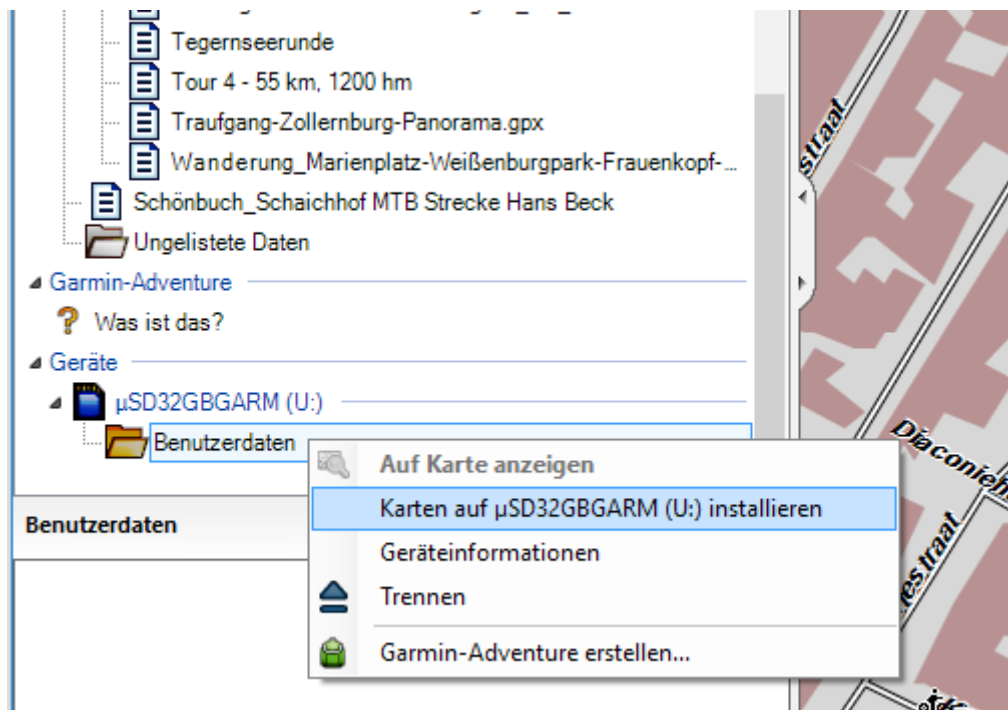 Tegernseerunde
Tour 4 - 55 km, 1200 hm
Traufgang-Zollernburg-Panorama.gpx
Wanderung_Marienplatz-Weißenburgpark-Frauenkopf-...
Schönbuch_Schaichhof MTB Strecke Hans Beck
Ungelistete Daten
Garmin-Adventure
Was ist das?
Geräte
µSD32GBGARM (U:)
Benutzerdaten
Auf Karte anzeigen
Karten auf µSD32GBGARM (U:) installieren
Geräteinformationen
Trennen
Garmin-Adventure erstellen...
Benutzerdaten
straat
Diaconieh
estraat